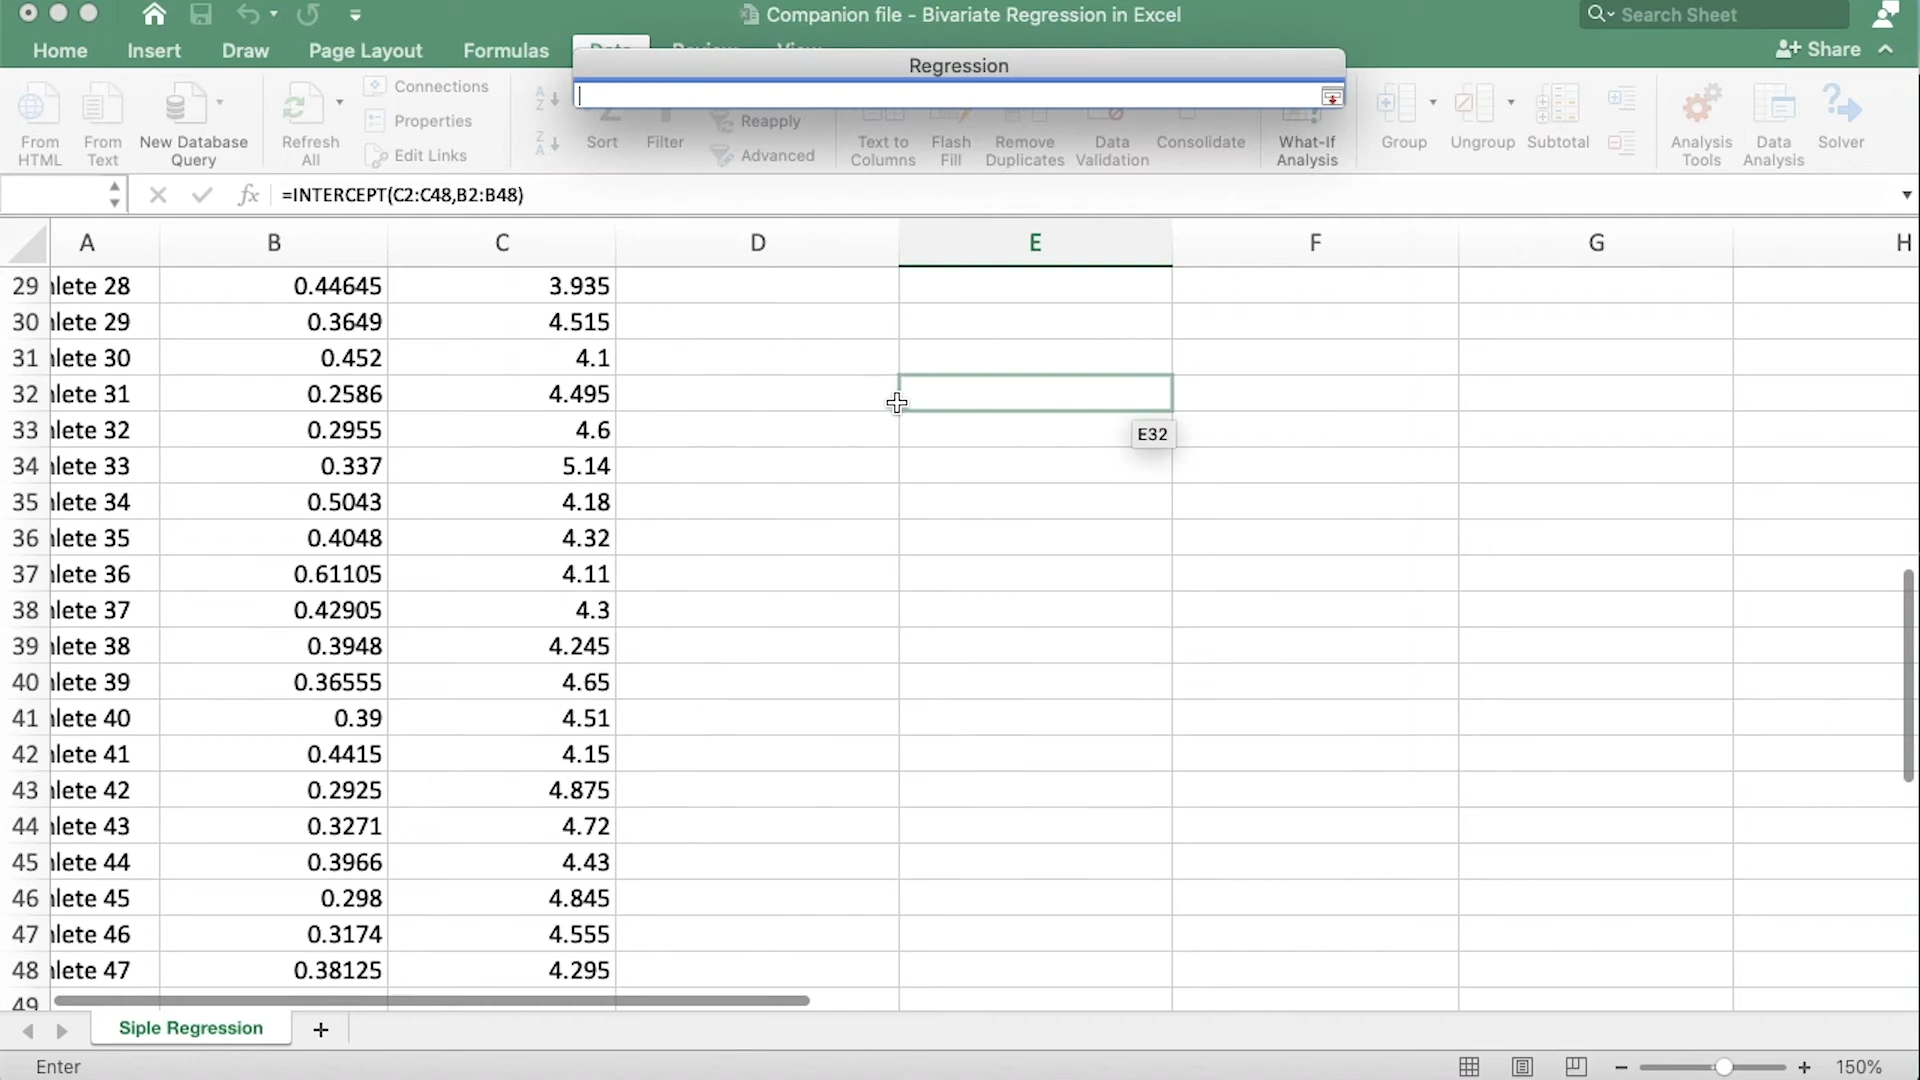 Companion file - Bivariate Regression in Excel
Search Sheet
Home Insert Draw Page Layout Formulas Data Review View
Share
Regression
From HTML
From Text
New Database Query
Refresh All
Connections
Properties
Edit Links
A Z
Z A
Sort
Filter
Reapply
Advanced
Text to Columns
Flash Fill
Remove Duplicates
Data Validation
Consolidate
What-If Analysis
Group
Ungroup
Subtotal
Analysis Tools
Data Analysis
Solver
fx =INTERCEPT(C2:C48,B2:B48)
A B C D E F G H
29 lete 28 0.44645 3.935
30 lete 29 0.3649 4.515
31 lete 30 0.452 4.1
32 lete 31 0.2586 4.495
33 lete 32 0.2955 4.6
E32
34 lete 33 0.337 5.14
35 lete 34 0.5043 4.18
36 lete 35 0.4048 4.32
37 lete 36 0.61105 4.11
38 lete 37 0.42905 4.3
39 lete 38 0.3948 4.245
40 lete 39 0.36555 4.65
41 lete 40 0.39 4.51
42 lete 41 0.4415 4.15
43 lete 42 0.2925 4.875
44 lete 43 0.3271 4.72
45 lete 44 0.3966 4.43
46 lete 45 0.298 4.845
47 lete 46 0.3174 4.555
48 lete 47 0.38125 4.295
49
Siple Regression +
Enter
150%